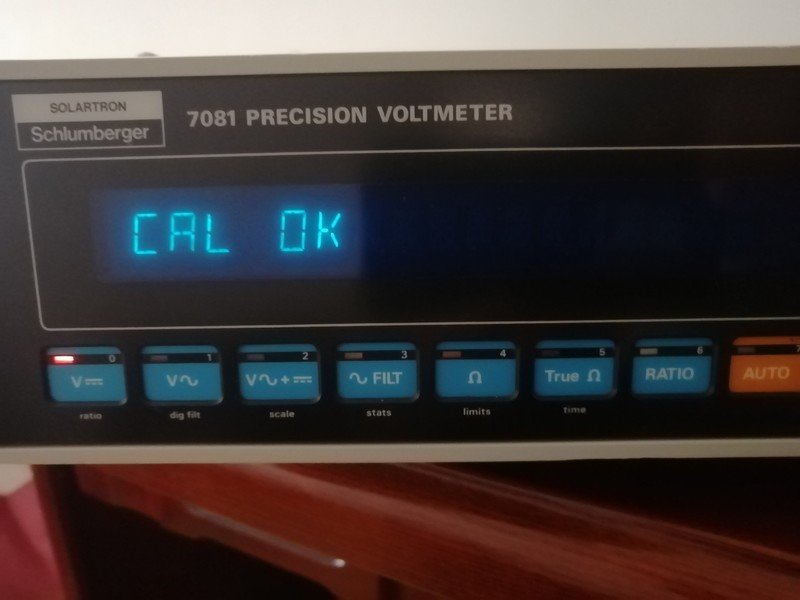 SOLARTRON
Schlumberger
7081 PRECISION VOLTMETER
CAL OK
0 1 2 3 4 5 6
V⎓ V∿ V∿+⎓ ∿ FILT Ω True Ω RATIO AUTO
ratio dig filt scale stats limits time